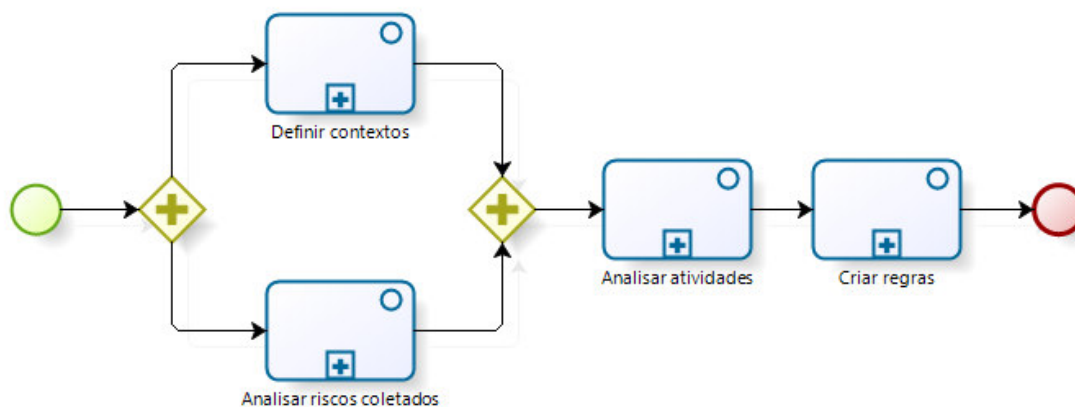 Definir contextos
Analisar riscos coletados
Analisar atividades
Criar regras